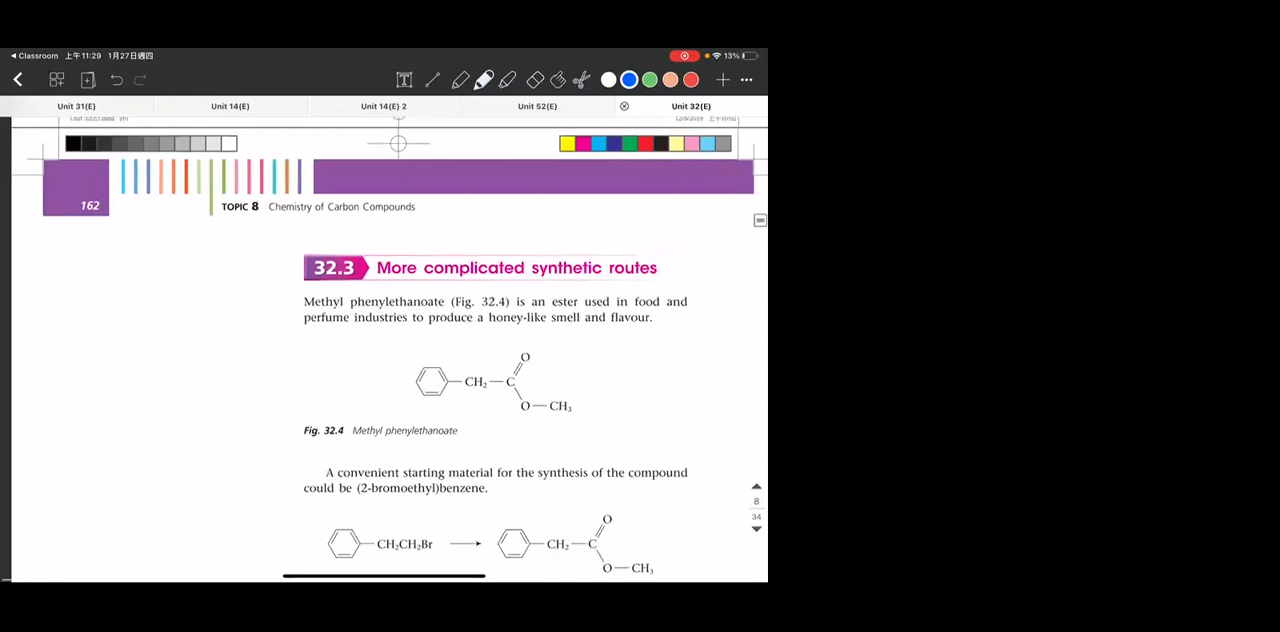 Classroom 上午11:29 1月27日週四
13%
Unit 31(E) Unit 14(E) Unit 14(E) 2 Unit 52(E) Unit 32(E)
162
TOPIC 8 Chemistry of Carbon Compounds
32.3 More complicated synthetic routes
Methyl phenylethanoate (Fig. 32.4) is an ester used in food and
perfume industries to produce a honey-like smell and flavour.
O
CH₂—C
O—CH₃
Fig. 32.4 Methyl phenylethanoate
A convenient starting material for the synthesis of the compound
could be (2-bromoethyl)benzene.
8
34
O
CH₂CH₂Br CH₂—C
O—CH₃